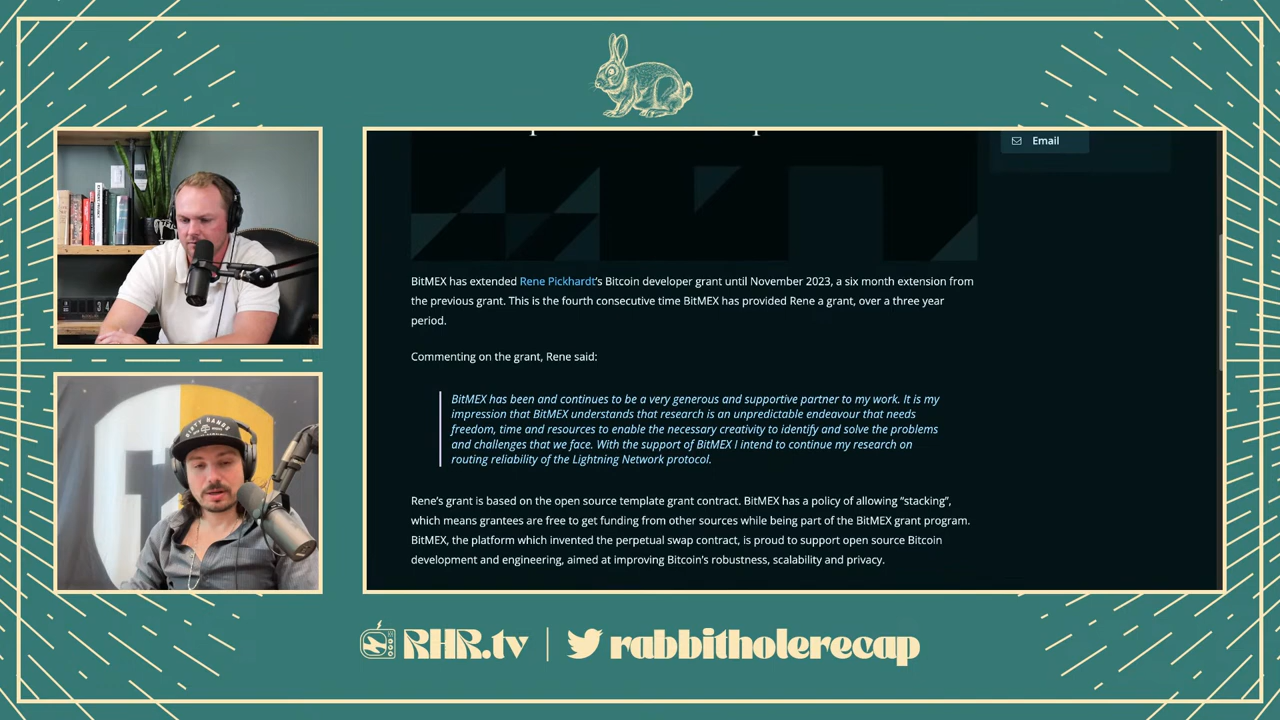 Email
BitMEX has extended Rene Pickhardt's Bitcoin developer grant until November 2023, a six month extension from
the previous grant. This is the fourth consecutive time BitMEX has provided Rene a grant, over a three year
period.
Commenting on the grant, Rene said:
BitMEX has been and continues to be a very generous and supportive partner to my work. It is my
impression that BitMEX understands that research is an unpredictable endeavour that needs
freedom, time and resources to enable the necessary creativity to identify and solve the problems
and challenges that we face. With the support of BitMEX I intend to continue my research on
routing reliability of the Lightning Network protocol.
Rene's grant is based on the open source template grant contract. BitMEX has a policy of allowing “stacking”,
which means grantees are free to get funding from other sources while being part of the BitMEX grant program.
BitMEX, the platform which invented the perpetual swap contract, is proud to support open source Bitcoin
development and engineering, aimed at improving Bitcoin's robustness, scalability and privacy.
DIRTY HANDS
RHR.tv
rabbitholerecap